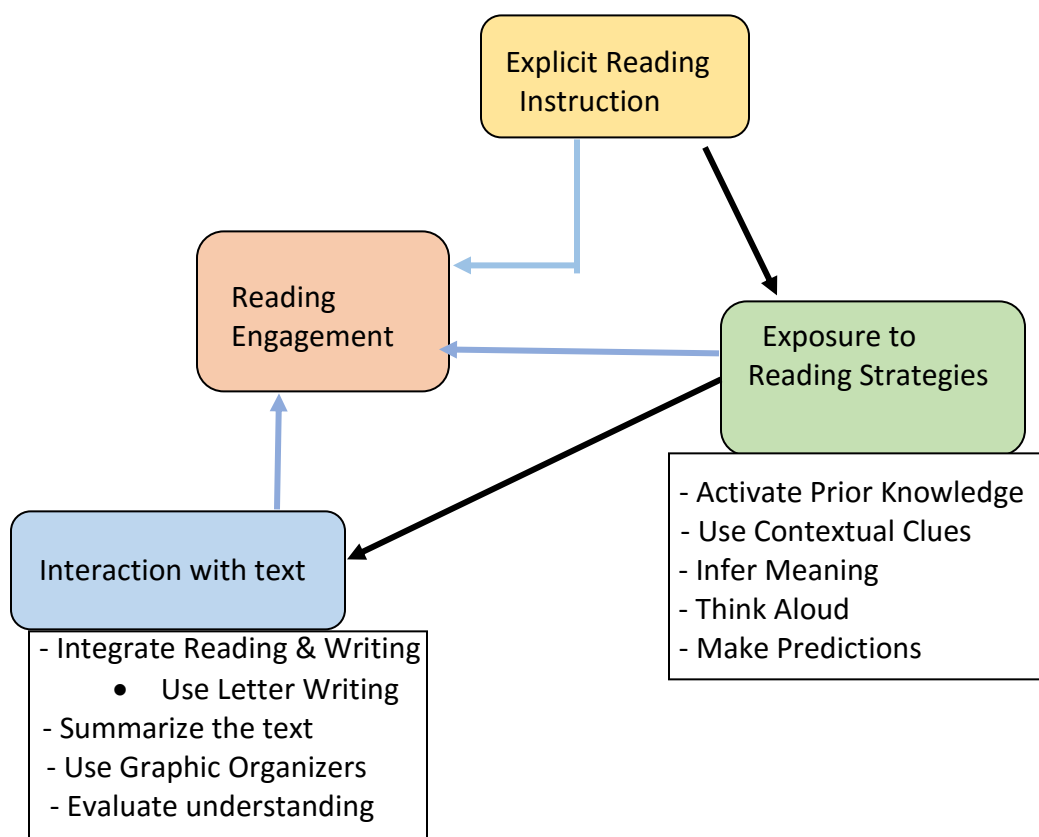 Explicit Reading
Instruction
Reading
Engagement
Exposure to
Reading Strategies
- Activate Prior Knowledge
- Use Contextual Clues
- Infer Meaning
- Think Aloud
- Make Predictions
Interaction with text
- Integrate Reading & Writing
• Use Letter Writing
- Summarize the text
- Use Graphic Organizers
- Evaluate understanding